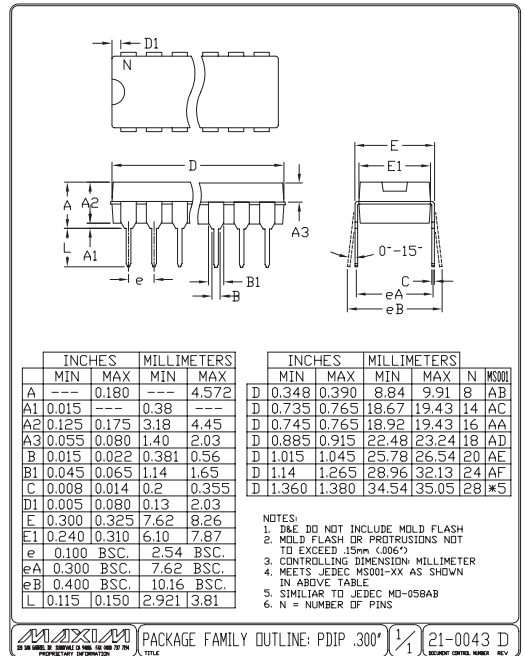 D1
N
D
E
E1
A
A2
A3
L
A1
e
B1
B
0°-15°
C
eA
eB
INCHES MILLIMETERS
MIN MAX MIN MAX
A --- 0.180 --- 4.572
A1 0.015 --- 0.38 ---
A2 0.125 0.175 3.18 4.45
A3 0.055 0.080 1.40 2.03
B 0.015 0.022 0.381 0.56
B1 0.045 0.065 1.14 1.65
C 0.008 0.014 0.2 0.355
D1 0.005 0.080 0.13 2.03
E 0.300 0.325 7.62 8.26
E1 0.240 0.310 6.10 7.87
e 0.100 BSC. 2.54 BSC.
eA 0.300 BSC. 7.62 BSC.
eB 0.400 BSC. 10.16 BSC.
L 0.115 0.150 2.921 3.81
INCHES MILLIMETERS
MIN MAX MIN MAX N MS001
D 0.348 0.390 8.84 9.91 8 AB
D 0.735 0.765 18.67 19.43 14 AC
D 0.745 0.765 18.92 19.43 16 AA
D 0.885 0.915 22.48 23.24 18 AD
D 1.015 1.045 25.78 26.54 20 AE
D 1.14 1.265 28.96 32.13 24 AF
D 1.360 1.380 34.54 35.05 28 *5
NOTES:
1. D&E DO NOT INCLUDE MOLD FLASH
2. MOLD FLASH OR PROTRUSIONS NOT
TO EXCEED .15mm (.006")
3. CONTROLLING DIMENSION: MILLIMETER
4. MEETS JEDEC MS001-XX AS SHOWN
IN ABOVE TABLE
5. SIMILIAR TO JEDEC MO-058AB
6. N = NUMBER OF PINS
MAXIM
PROPRIETARY INFORMATION
PACKAGE FAMILY OUTLINE: PDIP .300"
TITLE
1/1
21-0043 D
DOCUMENT CONTROL NUMBER REV